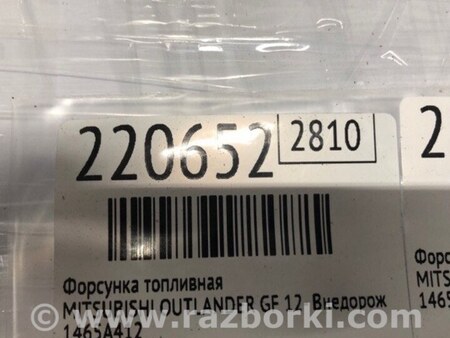 220652 2810 2
Форсунка топливная Форс
MITSUBISHI OUTLANDER GF 12, Внедорож MITS
1465A412 1465
© www.razborki.com